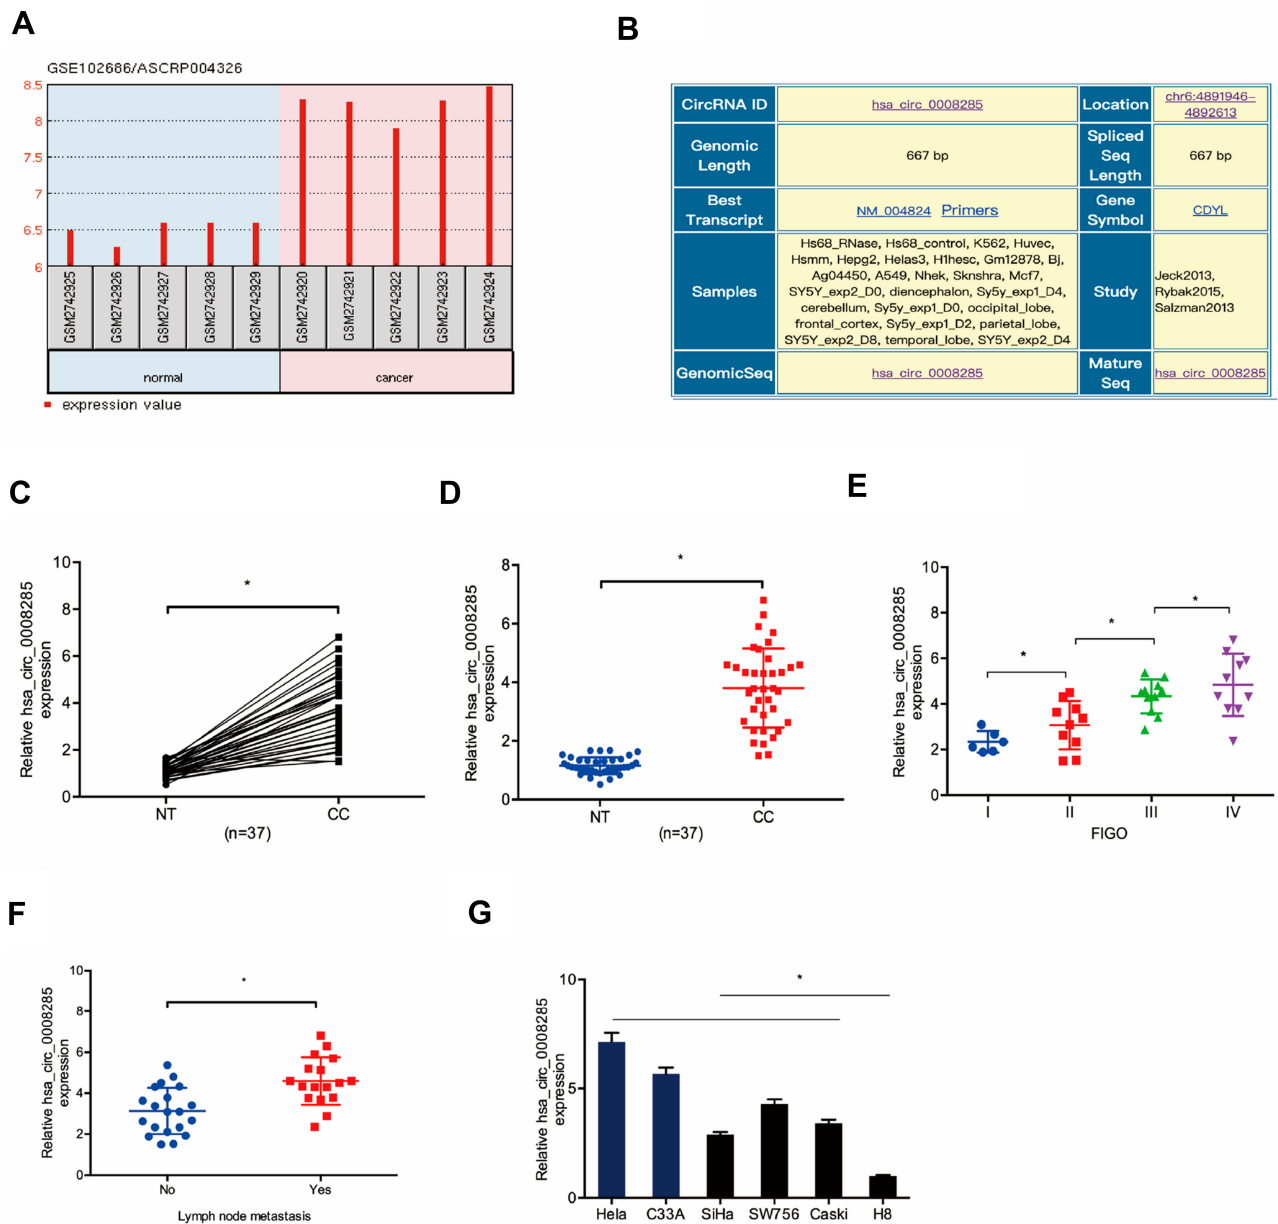 A
GSE102686/ASCRP004326
8.5
8
7.5
7
6.5
6
GSM2742925
GSM2742926
GSM2742927
GSM2742928
GSM2742929
GSM2742920
GSM2742921
GSM2742922
GSM2742923
GSM2742924
normal
cancer
expression value
B
CircRNA ID
hsa_circ_0008285
Location
chr6:4891946-
4892613
Genomic
Length
667 bp
Spliced
Seq
Length
667 bp
Best
Transcript
NM_004824 Primers
Gene
Symbol
CDYL
Samples
Hs68_RNase, Hs68_control, K562, Huvec,
Hsmm, Hepg2, Helas3, H1hesc, Gm12878, Bj,
Ag04450, A549, Nhek, Sknshra, Mcf7,
SY5Y_exp2_D0, diencephalon, Sy5y_exp1_D4,
cerebellum, Sy5y_exp1_D0, occipital_lobe,
frontal_cortex, Sy5y_exp1_D2, parietal_lobe,
SY5Y_exp2_D8, temporal_lobe, SY5Y_exp2_D4
Study
Jeck2013,
Rybak2015,
Salzman2013
GenomicSeq
hsa_circ_0008285
Mature
Seq
hsa_circ_0008285
C
Relative hsa_circ_0008285
expression
10
8
6
4
2
0
*
NT
CC
(n=37)
D
Relative hsa_circ_0008285
expression
8
6
4
2
0
*
NT
CC
(n=37)
E
Relative hsa_circ_0008285
expression
10
8
6
4
2
0
*
*
*
I
II
III
IV
FIGO
F
Relative hsa_circ_0008285
expression
10
8
6
4
2
0
*
No
Yes
Lymph node metastasis
G
Relative hsa_circ_0008285
expression
10
5
0
*
Hela
C33A
SiHa
SW756
Caski
H8